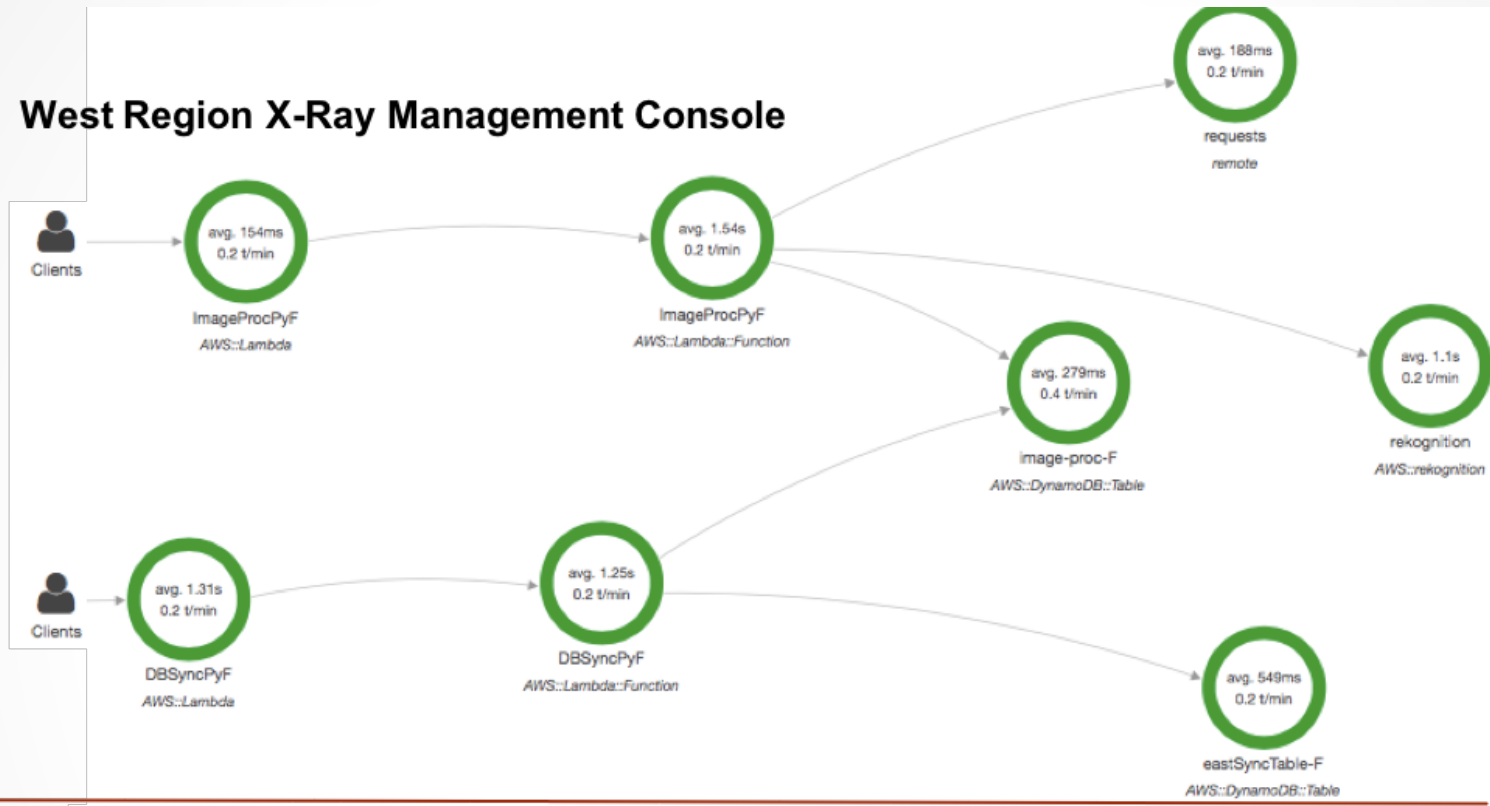 West Region X-Ray Management Console
avg. 188ms
0.2 t/min
requests
remote
Clients
avg. 154ms
0.2 t/min
ImageProcPyF
AWS::Lambda
avg. 1.54s
0.2 t/min
ImageProcPyF
AWS::Lambda::Function
avg. 279ms
0.4 t/min
image-proc-F
AWS::DynamoDB::Table
avg. 1.1s
0.2 t/min
rekognition
AWS::rekognition
Clients
avg. 1.31s
0.2 t/min
DBSyncPyF
AWS::Lambda
avg. 1.25s
0.2 t/min
DBSyncPyF
AWS::Lambda::Function
avg. 549ms
0.2 t/min
eastSyncTable-F
AWS::DynamoDB::Table